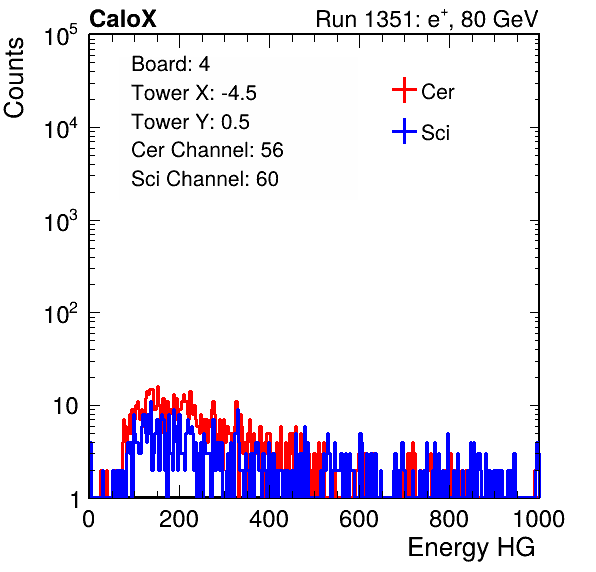 CaloX
Run 1351: e⁺, 80 GeV
Counts
Board: 4
Tower X: -4.5
Tower Y: 0.5
Cer Channel: 56
Sci Channel: 60
Cer
Sci
10⁵
10⁴
10³
10²
10
1
0 200 400 600 800 1000
Energy HG